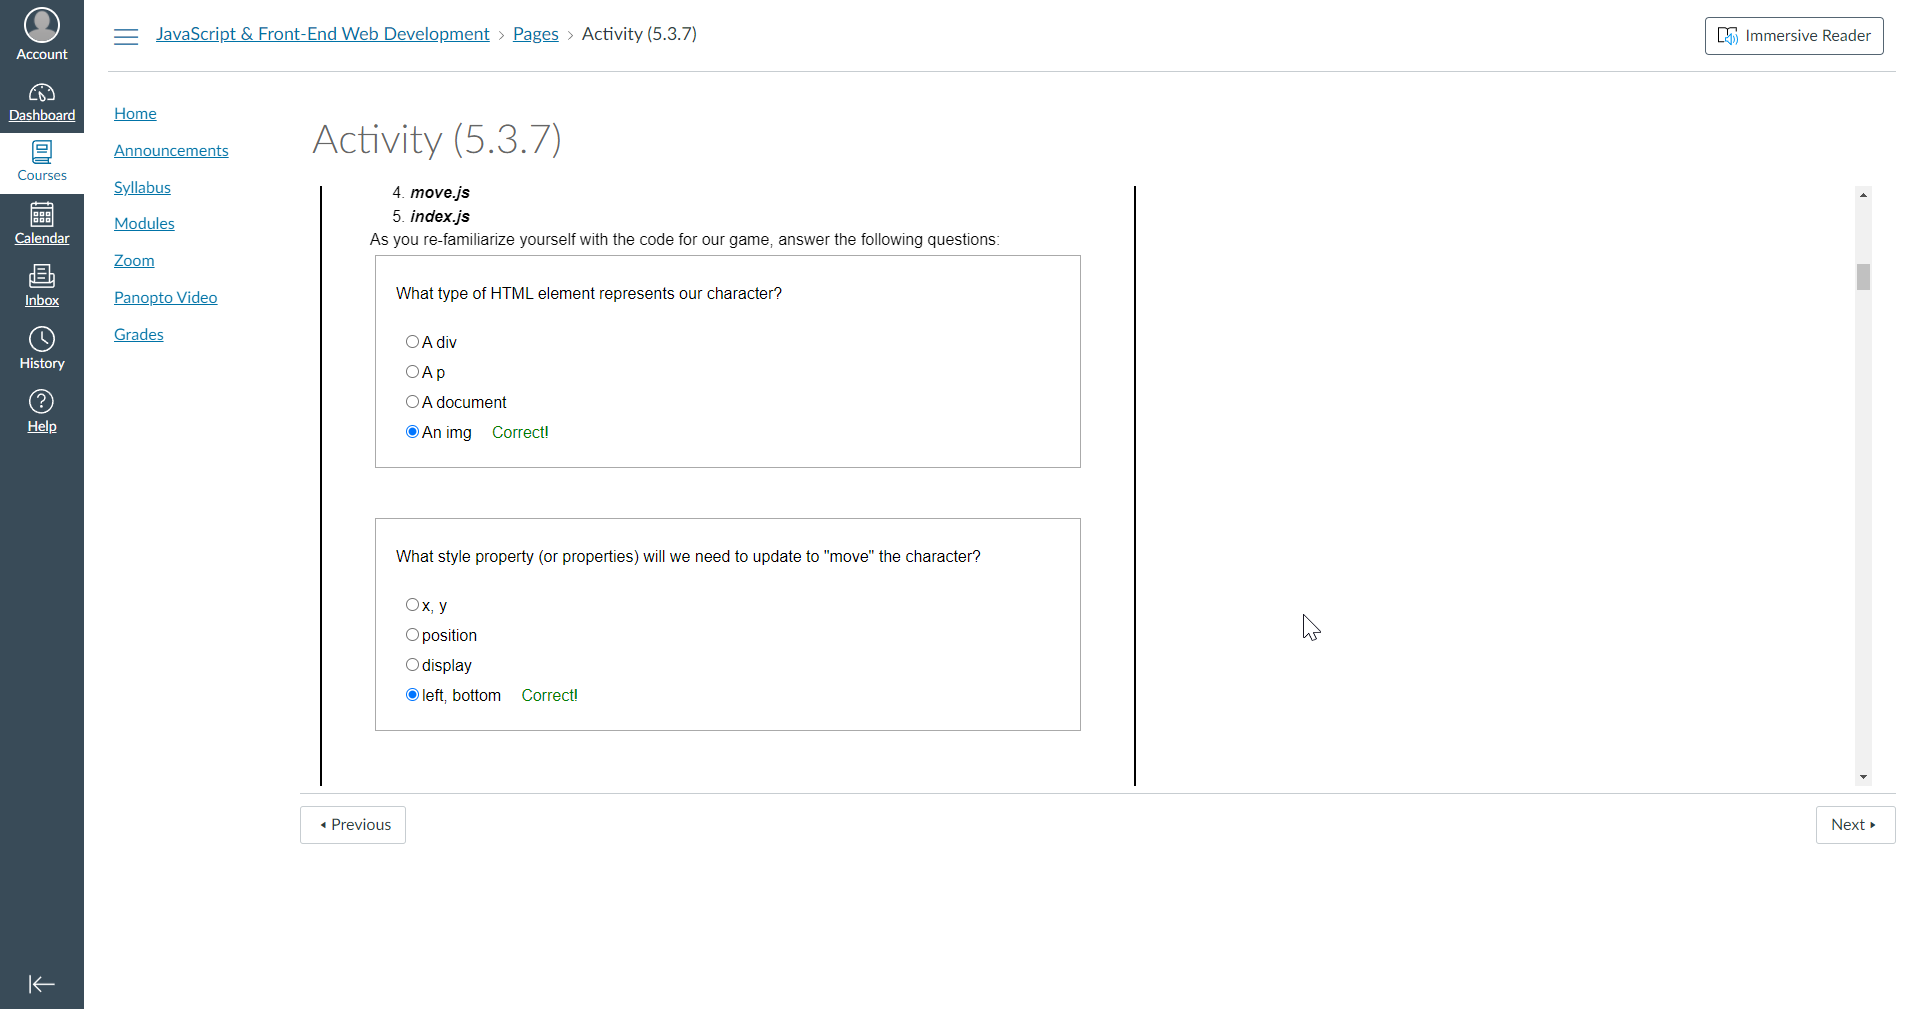 Account
Dashboard
Courses
Calendar
Inbox
History
Help
JavaScript & Front-End Web Development › Pages › Activity (5.3.7)
Immersive Reader
Home
Announcements
Syllabus
Modules
Zoom
Panopto Video
Grades
Activity (5.3.7)
4. move.js
5. index.js
As you re-familiarize yourself with the code for our game, answer the following questions:
What type of HTML element represents our character?
A div
A p
A document
An img Correct!
What style property (or properties) will we need to update to "move" the character?
x, y
position
display
left, bottom Correct!
Previous
Next